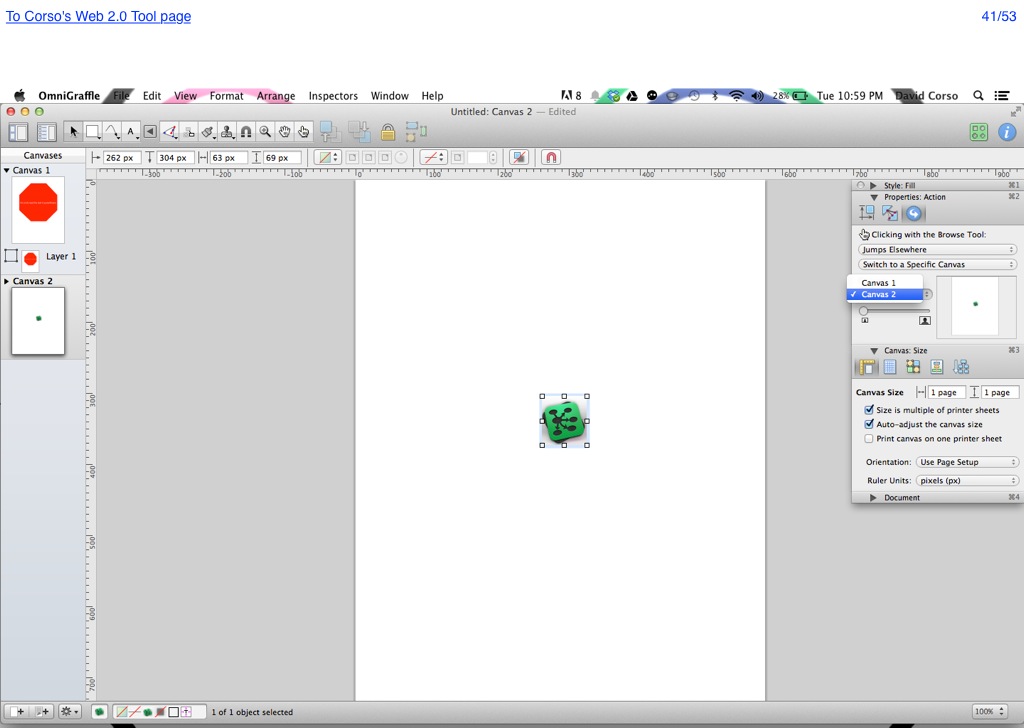 To Corso's Web 2.0 Tool page
41/53
OmniGraffle File Edit View Format Arrange Inspectors Window Help 8 28% Tue 10:59 PM David Corso
Untitled: Canvas 2 — Edited
A
Canvases
262 px 304 px 63 px 69 px
Canvas 1
-300 -200 -100 0 100 200 300 400 500 600 700 800 900
Style: Fill ⌘1
Properties: Action ⌘2
Clicking with the Browse Tool:
Jumps Elsewhere
Switch to a Specific Canvas
Layer 1
Canvas 2
Canvas 1
✓ Canvas 2
Canvas: Size ⌘3
Canvas Size 1 page 1 page
Size is multiple of printer sheets
Auto-adjust the canvas size
Print canvas on one printer sheet
Orientation: Use Page Setup
Ruler Units: pixels (px)
Document ⌘4
0
100
200
300
400
500
600
700
1 of 1 object selected
100%